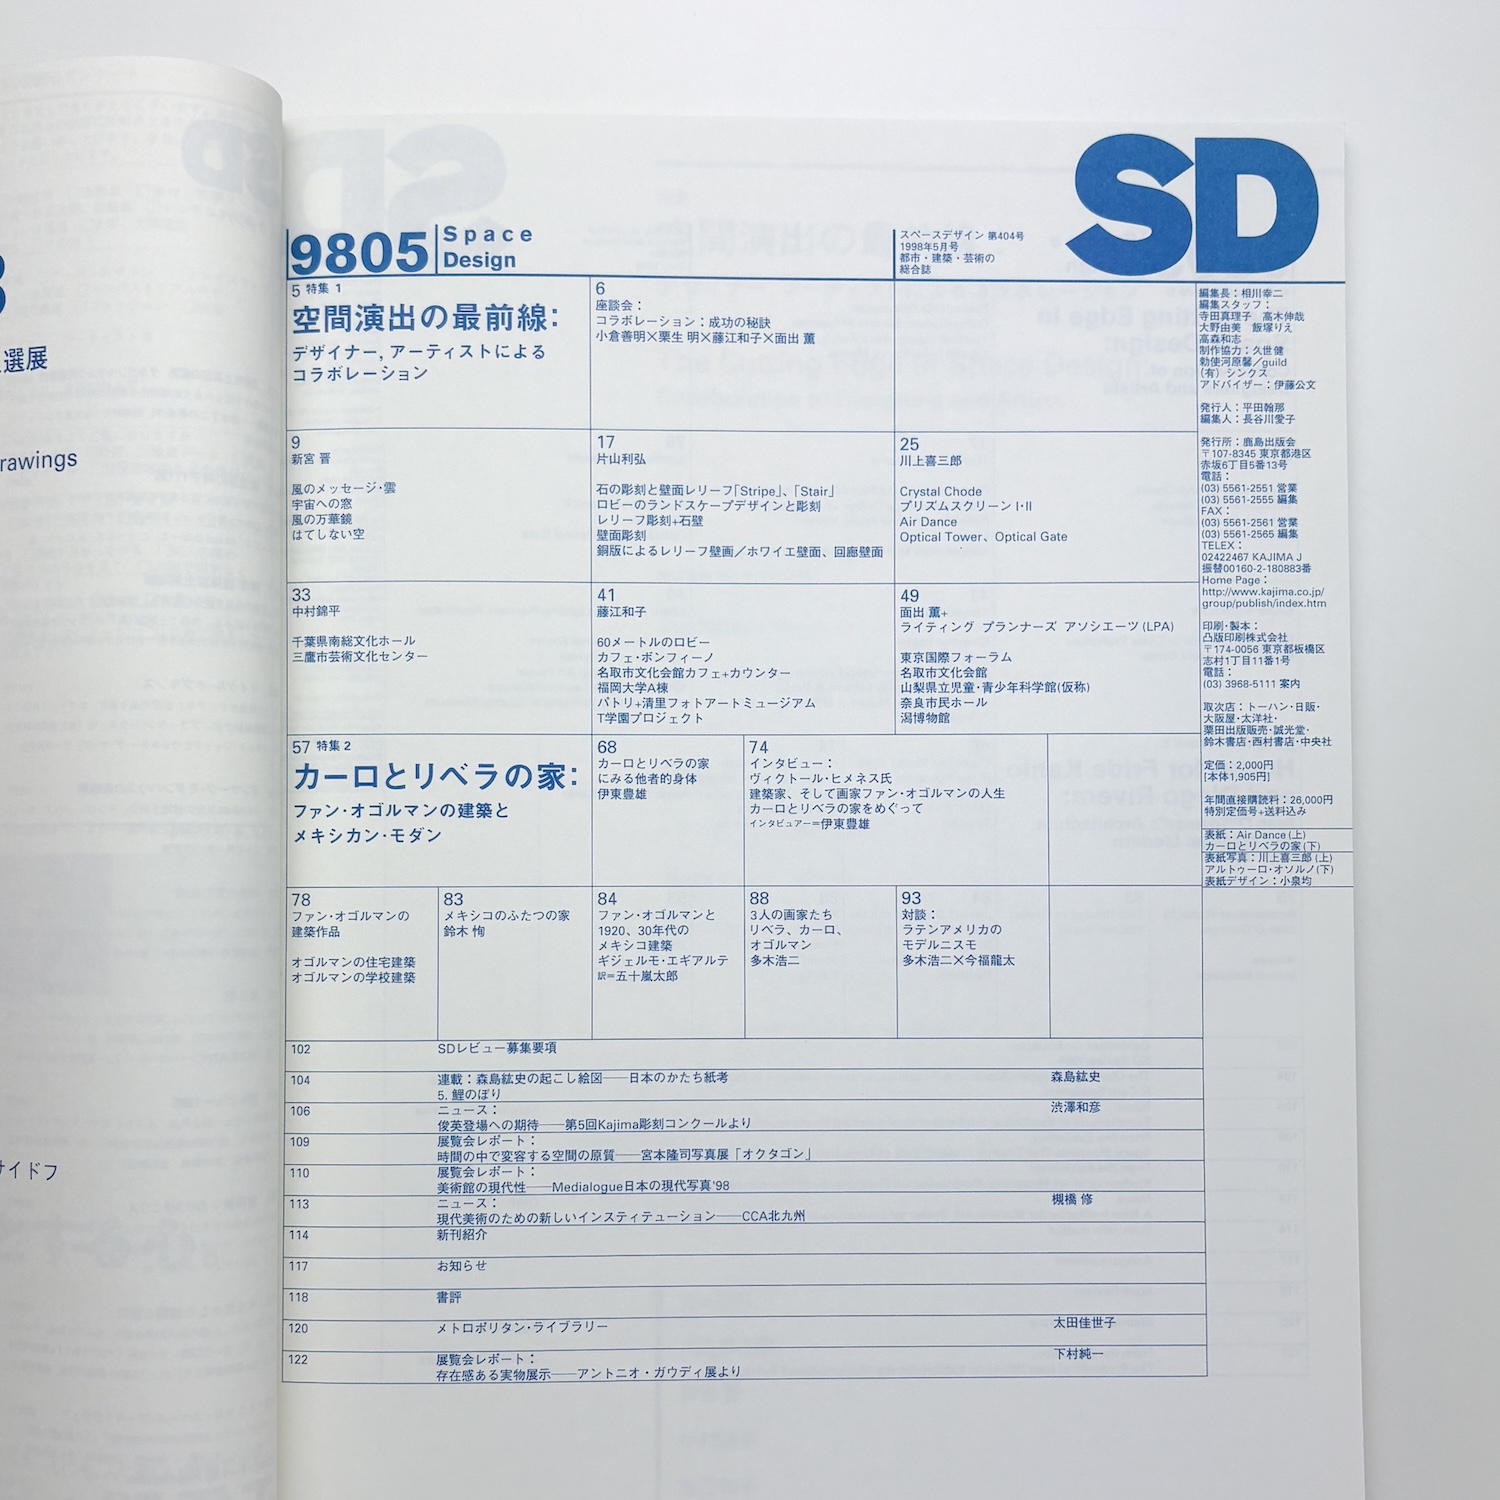 選展
rawings
サイドフ
SD
9805
Space
Design
スペースデザイン 第404号
1998年5月号
都市・建築・芸術の
総合誌
5 特集 1
空間演出の最前線:
デザイナー, アーティストによる
コラボレーション
6
座談会：
コラボレーション：成功の秘訣
小倉善明×栗生 明×藤江和子×面出 薫
9
新宮 晋
風のメッセージ・雲
宇宙への窓
風の万華鏡
はてしない空
17
片山利弘
石の彫刻と壁面レリーフ「Stripe」、「Stair」
ロビーのランドスケープデザインと彫刻
レリーフ彫刻+石壁
壁面彫刻
銅版によるレリーフ壁画／ホワイエ壁面、回廊壁面
25
川上喜三郎
Crystal Chode
プリズムスクリーン I・II
Air Dance
Optical Tower、Optical Gate
33
中村錦平
千葉県南総文化ホール
三鷹市芸術文化センター
41
藤江和子
60メートルのロビー
カフェ・ボンフィーノ
名取市文化会館カフェ+カウンター
福岡大学A棟
パトリ+清里フォトアートミュージアム
T学園プロジェクト
49
面出 薫+
ライティング プランナーズ アソシエーツ (LPA)
東京国際フォーラム
名取市文化会館
山梨県立児童・青少年科学館(仮称)
奈良市民ホール
潟博物館
57 特集 2
カーロとリベラの家:
ファン・オゴルマンの建築と
メキシカン・モダン
68
カーロとリベラの家
にみる他者的身体
伊東豊雄
74
インタビュー：
ヴィクトール・ヒメネス氏
建築家、そして画家ファン・オゴルマンの人生
カーロとリベラの家をめぐって
インタビュアー=伊東豊雄
78
ファン・オゴルマンの
建築作品
オゴルマンの住宅建築
オゴルマンの学校建築
83
メキシコのふたつの家
鈴木 恂
84
ファン・オゴルマンと
1920、30年代の
メキシコ建築
ギジェルモ・エギアルテ
訳=五十嵐太郎
88
3人の画家たち
リベラ、カーロ、
オゴルマン
多木浩二
93
対談：
ラテンアメリカの
モデルニスモ
多木浩二×今福龍太
102 SDレビュー募集要項
104 連載：森島紘史の起こし絵図──日本のかたち紙考 森島紘史
5. 鯉のぼり
106 ニュース： 渋澤和彦
俊英登場への期待──第5回Kajima彫刻コンクールより
109 展覧会レポート：
時間の中で変容する空間の原質──宮本隆司写真展「オクタゴン」
110 展覧会レポート：
美術館の現代性──Medialogue日本の現代写真'98
113 ニュース： 槻橋 修
現代美術のための新しいインスティテューション──CCA北九州
114 新刊紹介
117 お知らせ
118 書評
120 メトロポリタン・ライブラリー 太田佳世子
122 展覧会レポート： 下村純一
存在感ある実物展示──アントニオ・ガウディ展より
編集長：相川幸二
編集スタッフ：
寺田真理子 高木伸哉
大野由美 飯塚りえ
高森和志
制作協力：久世健
勅使河原馨／guild
(有) シンクス
アドバイザー：伊藤公文
発行人：平田翰那
編集人：長谷川愛子
発行所：鹿島出版会
〒107-8345 東京都港区
赤坂6丁目5番13号
電話：
(03) 5561-2551 営業
(03) 5561-2555 編集
FAX：
(03) 5561-2561 営業
(03) 5561-2565 編集
TELEX：
02422467 KAJIMA J
振替00160-2-180883番
Home Page：
http://www.kajima.co.jp/
group/publish/index.htm
印刷・製本：
凸版印刷株式会社
〒174-0056 東京都板橋区
志村1丁目11番1号
電話：
(03) 3968-5111 案内
取次店：トーハン・日販・
大阪屋・太洋社・
栗田出版販売・誠光堂・
鈴木書店・西村書店・中央社
定価：2,000円
[本体1,905円]
年間直接購読料：26,000円
特別定価号+送料込み
表紙：Air Dance (上)
カーロとリベラの家 (下)
表紙写真：川上喜三郎 (上)
アルトゥーロ・オソルノ(下)
表紙デザイン：小泉均